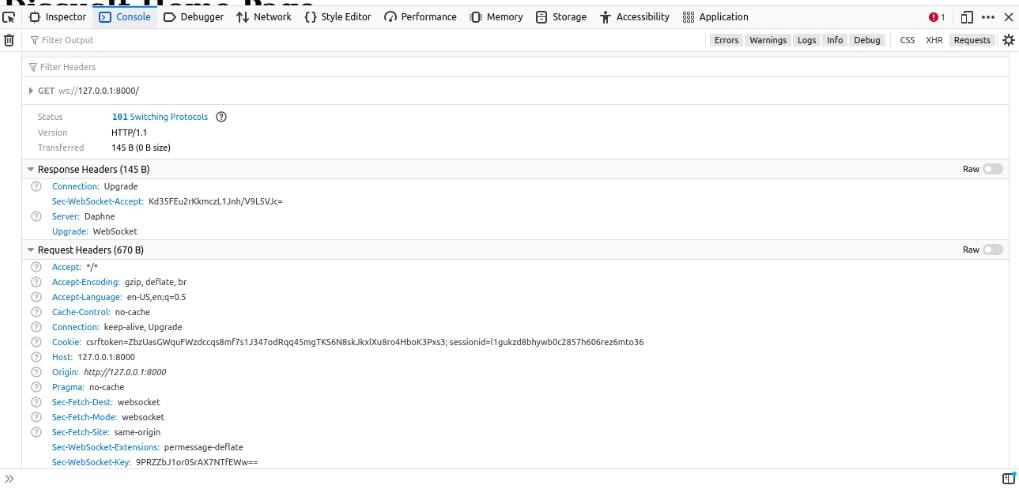 Inspector Console Debugger Network Style Editor Performance Memory Storage Accessibility Application 1
Filter Output Errors Warnings Logs Info Debug CSS XHR Requests
Filter Headers
GET ws://127.0.0.1:8000/
Status 101 Switching Protocols
Version HTTP/1.1
Transferred 145 B (0 B size)
Response Headers (145 B) Raw
Connection: Upgrade
Sec-WebSocket-Accept: Kd35FEu2rKkmczL1Jnh/V9L5VJc=
Server: Daphne
Upgrade: WebSocket
Request Headers (670 B) Raw
Accept: */*
Accept-Encoding: gzip, deflate, br
Accept-Language: en-US,en;q=0.5
Cache-Control: no-cache
Connection: keep-alive, Upgrade
Cookie: csrftoken=ZbzUasGWquFWzdccqs8mf7s1J347odRqq45mgTKS6N8skJkxlXu8ro4HboK3Pxs3; sessionid=l1gukzd8bhywb0c2857h606rez6mto36
Host: 127.0.0.1:8000
Origin: http://127.0.0.1:8000
Pragma: no-cache
Sec-Fetch-Dest: websocket
Sec-Fetch-Mode: websocket
Sec-Fetch-Site: same-origin
Sec-WebSocket-Extensions: permessage-deflate
Sec-WebSocket-Key: 9PRZZbJ1or0SrAX7NTfEWw==